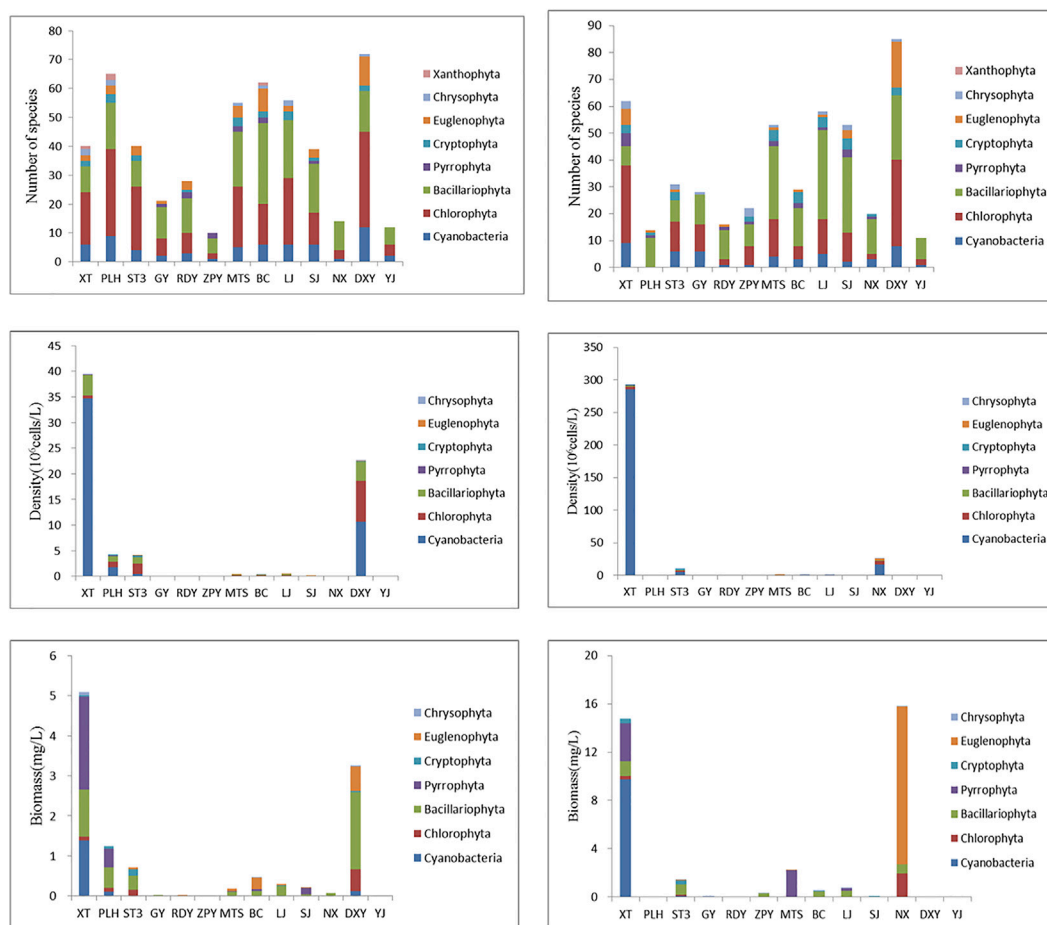 Number of species
80
70
60
50
40
30
20
10
0
XT PLH ST3 GY RDY ZPY MTS BC LJ SJ NX DXY YJ
Xanthophyta
Chrysophyta
Euglenophyta
Cryptophyta
Pyrrophyta
Bacillariophyta
Chlorophyta
Cyanobacteria
Number of species
90
80
70
60
50
40
30
20
10
0
XT PLH ST3 GY RDY ZPY MTS BC LJ SJ NX DXY YJ
Xanthophyta
Chrysophyta
Euglenophyta
Cryptophyta
Pyrrophyta
Bacillariophyta
Chlorophyta
Cyanobacteria
Density(10⁶cells/L)
45
40
35
30
25
20
15
10
5
0
XT PLH ST3 GY RDY ZPY MTS BC LJ SJ NX DXY YJ
Chrysophyta
Euglenophyta
Cryptophyta
Pyrrophyta
Bacillariophyta
Chlorophyta
Cyanobacteria
Density(10⁶cells/L)
350
300
250
200
150
100
50
0
XT PLH ST3 GY RDY ZPY MTS BC LJ SJ NX DXY YJ
Chrysophyta
Euglenophyta
Cryptophyta
Pyrrophyta
Bacillariophyta
Chlorophyta
Cyanobacteria
Biomass(mg/L)
6
5
4
3
2
1
0
XT PLH ST3 GY RDY ZPY MTS BC LJ SJ NX DXY YJ
Chrysophyta
Euglenophyta
Cryptophyta
Pyrrophyta
Bacillariophyta
Chlorophyta
Cyanobacteria
Biomass(mg/L)
20
16
12
8
4
0
XT PLH ST3 GY RDY ZPY MTS BC LJ SJ NX DXY YJ
Chrysophyta
Euglenophyta
Cryptophyta
Pyrrophyta
Bacillariophyta
Chlorophyta
Cyanobacteria